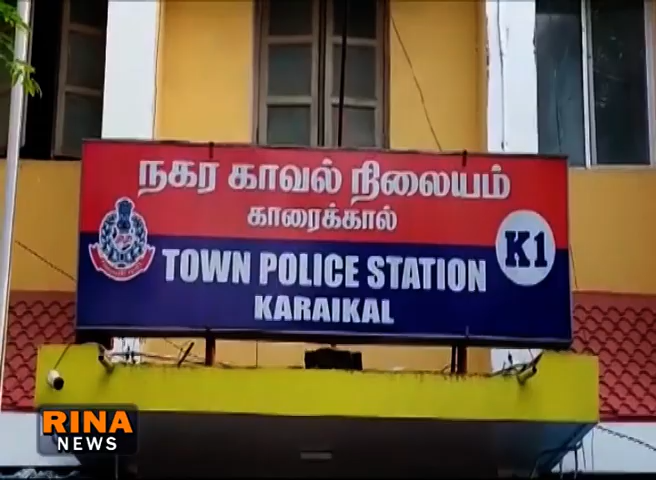 நகர காவல் நிலையம்
காரைக்கால்
K1
TOWN POLICE STATION
KARAIKAL
RINA
NEWS